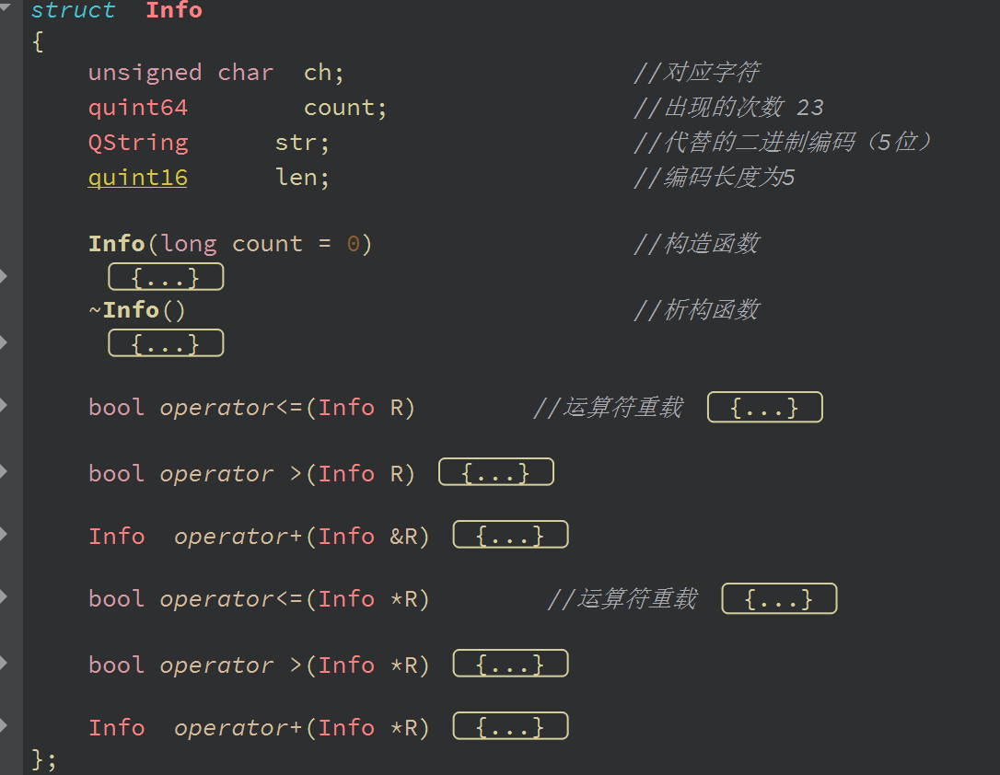 struct Info
{
unsigned char ch; //对应字符
quint64 count; //出现的次数 23
QString str; //代替的二进制编码（5位）
quint16 len; //编码长度为5
Info(long count = 0) //构造函数
{...}
~Info() //析构函数
{...}
bool operator<=(Info R) //运算符重载 {...}
bool operator >(Info R) {...}
Info operator+(Info &R) {...}
bool operator<=(Info *R) //运算符重载 {...}
bool operator >(Info *R) {...}
Info operator+(Info *R) {...}
};